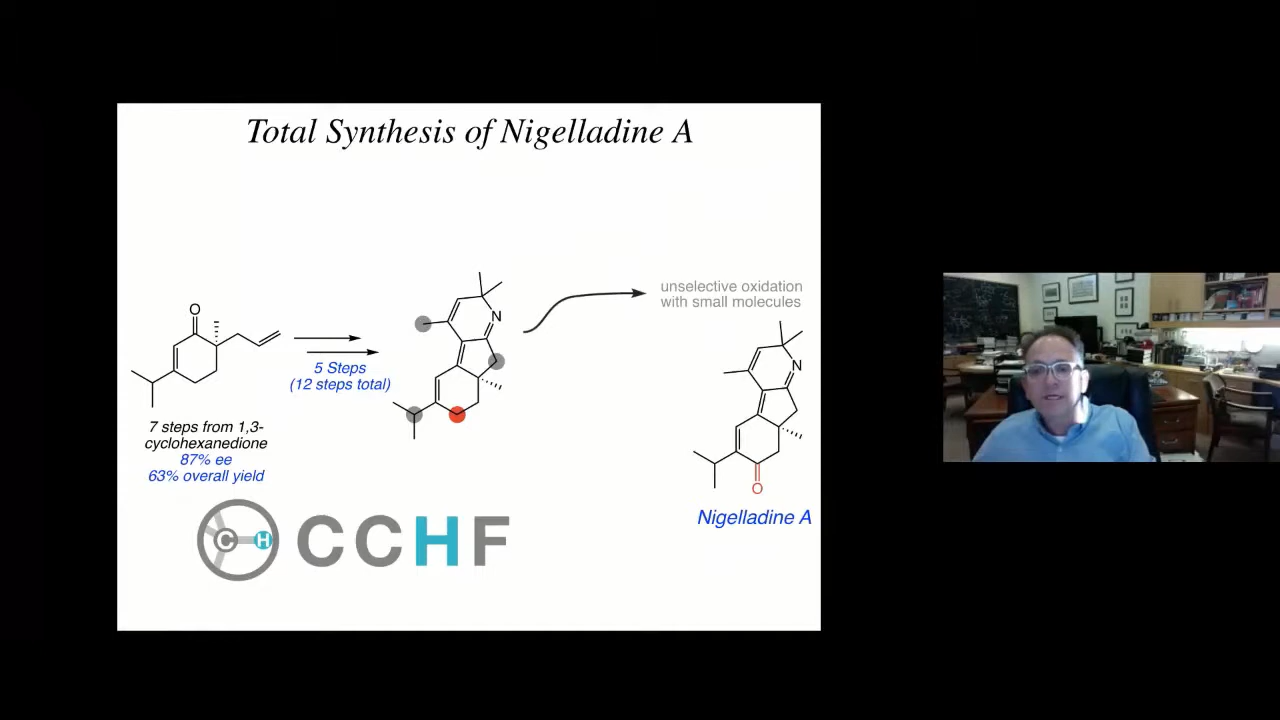 Total Synthesis of Nigelladine A
O
N
5 Steps
(12 steps total)
7 steps from 1,3-
cyclohexanedione
87% ee
63% overall yield
unselective oxidation
with small molecules
N
O
Nigelladine A
C H CCHF